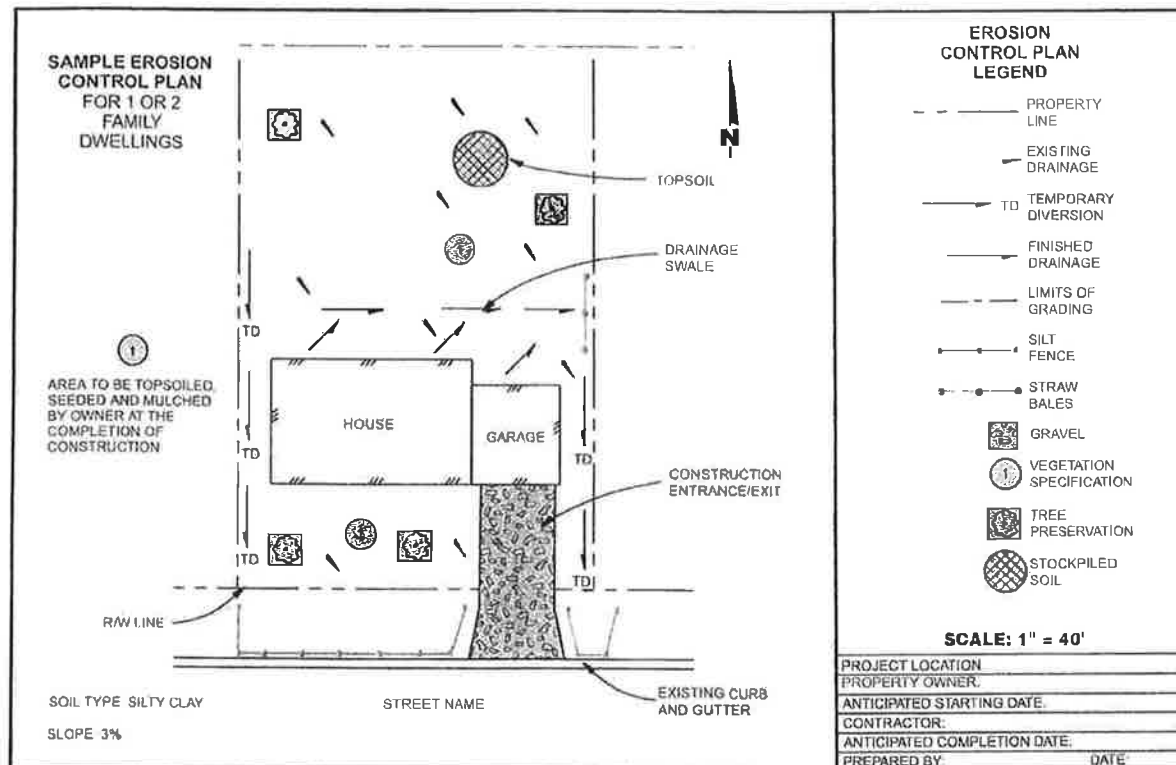 SAMPLE EROSION
CONTROL PLAN
FOR 1 OR 2
FAMILY
DWELLINGS
N
TOPSOIL
DRAINAGE
SWALE
TD
1
AREA TO BE TOPSOILED,
SEEDED AND MULCHED
BY OWNER AT THE
COMPLETION OF
CONSTRUCTION
HOUSE
GARAGE
TD
TD
CONSTRUCTION
ENTRANCE/EXIT
1
1
TD
TD
R/W LINE
EXISTING CURB
AND GUTTER
STREET NAME
SOIL TYPE SILTY CLAY
SLOPE 3%
EROSION
CONTROL PLAN
LEGEND
PROPERTY
LINE
EXISTING
DRAINAGE
TD TEMPORARY
DIVERSION
FINISHED
DRAINAGE
LIMITS OF
GRADING
SILT
FENCE
STRAW
BALES
GRAVEL
1 VEGETATION
SPECIFICATION
TREE
PRESERVATION
STOCKPILED
SOIL
SCALE: 1" = 40'
PROJECT LOCATION
PROPERTY OWNER:
ANTICIPATED STARTING DATE:
CONTRACTOR:
ANTICIPATED COMPLETION DATE:
PREPARED BY: DATE: